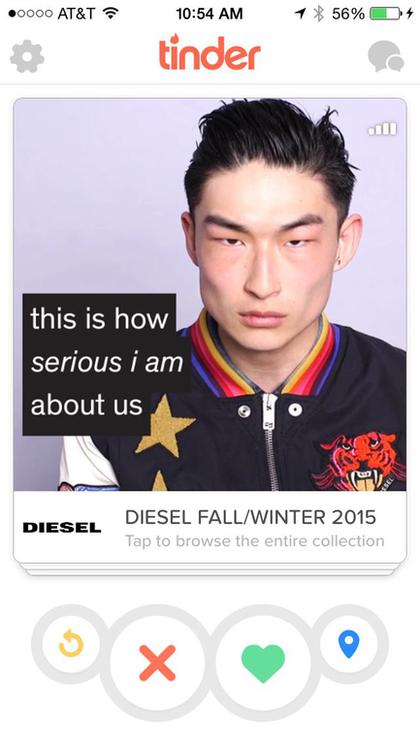 AT&T 10:54 AM 56%
tinder
this is how
serious i am
about us
DIESEL
DIESEL FALL/WINTER 2015
Tap to browse the entire collection